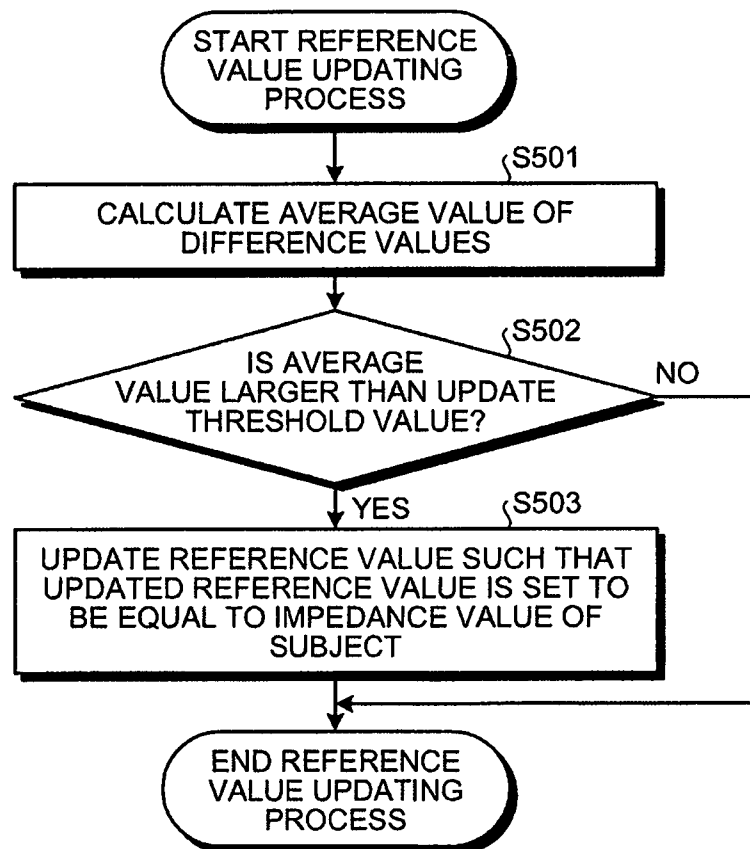 START REFERENCE
VALUE UPDATING
PROCESS
S501
CALCULATE AVERAGE VALUE OF
DIFFERENCE VALUES
S502
IS AVERAGE
VALUE LARGER THAN UPDATE
THRESHOLD VALUE?
NO
YES
S503
UPDATE REFERENCE VALUE SUCH THAT
UPDATED REFERENCE VALUE IS SET TO
BE EQUAL TO IMPEDANCE VALUE OF
SUBJECT
END REFERENCE
VALUE UPDATING
PROCESS